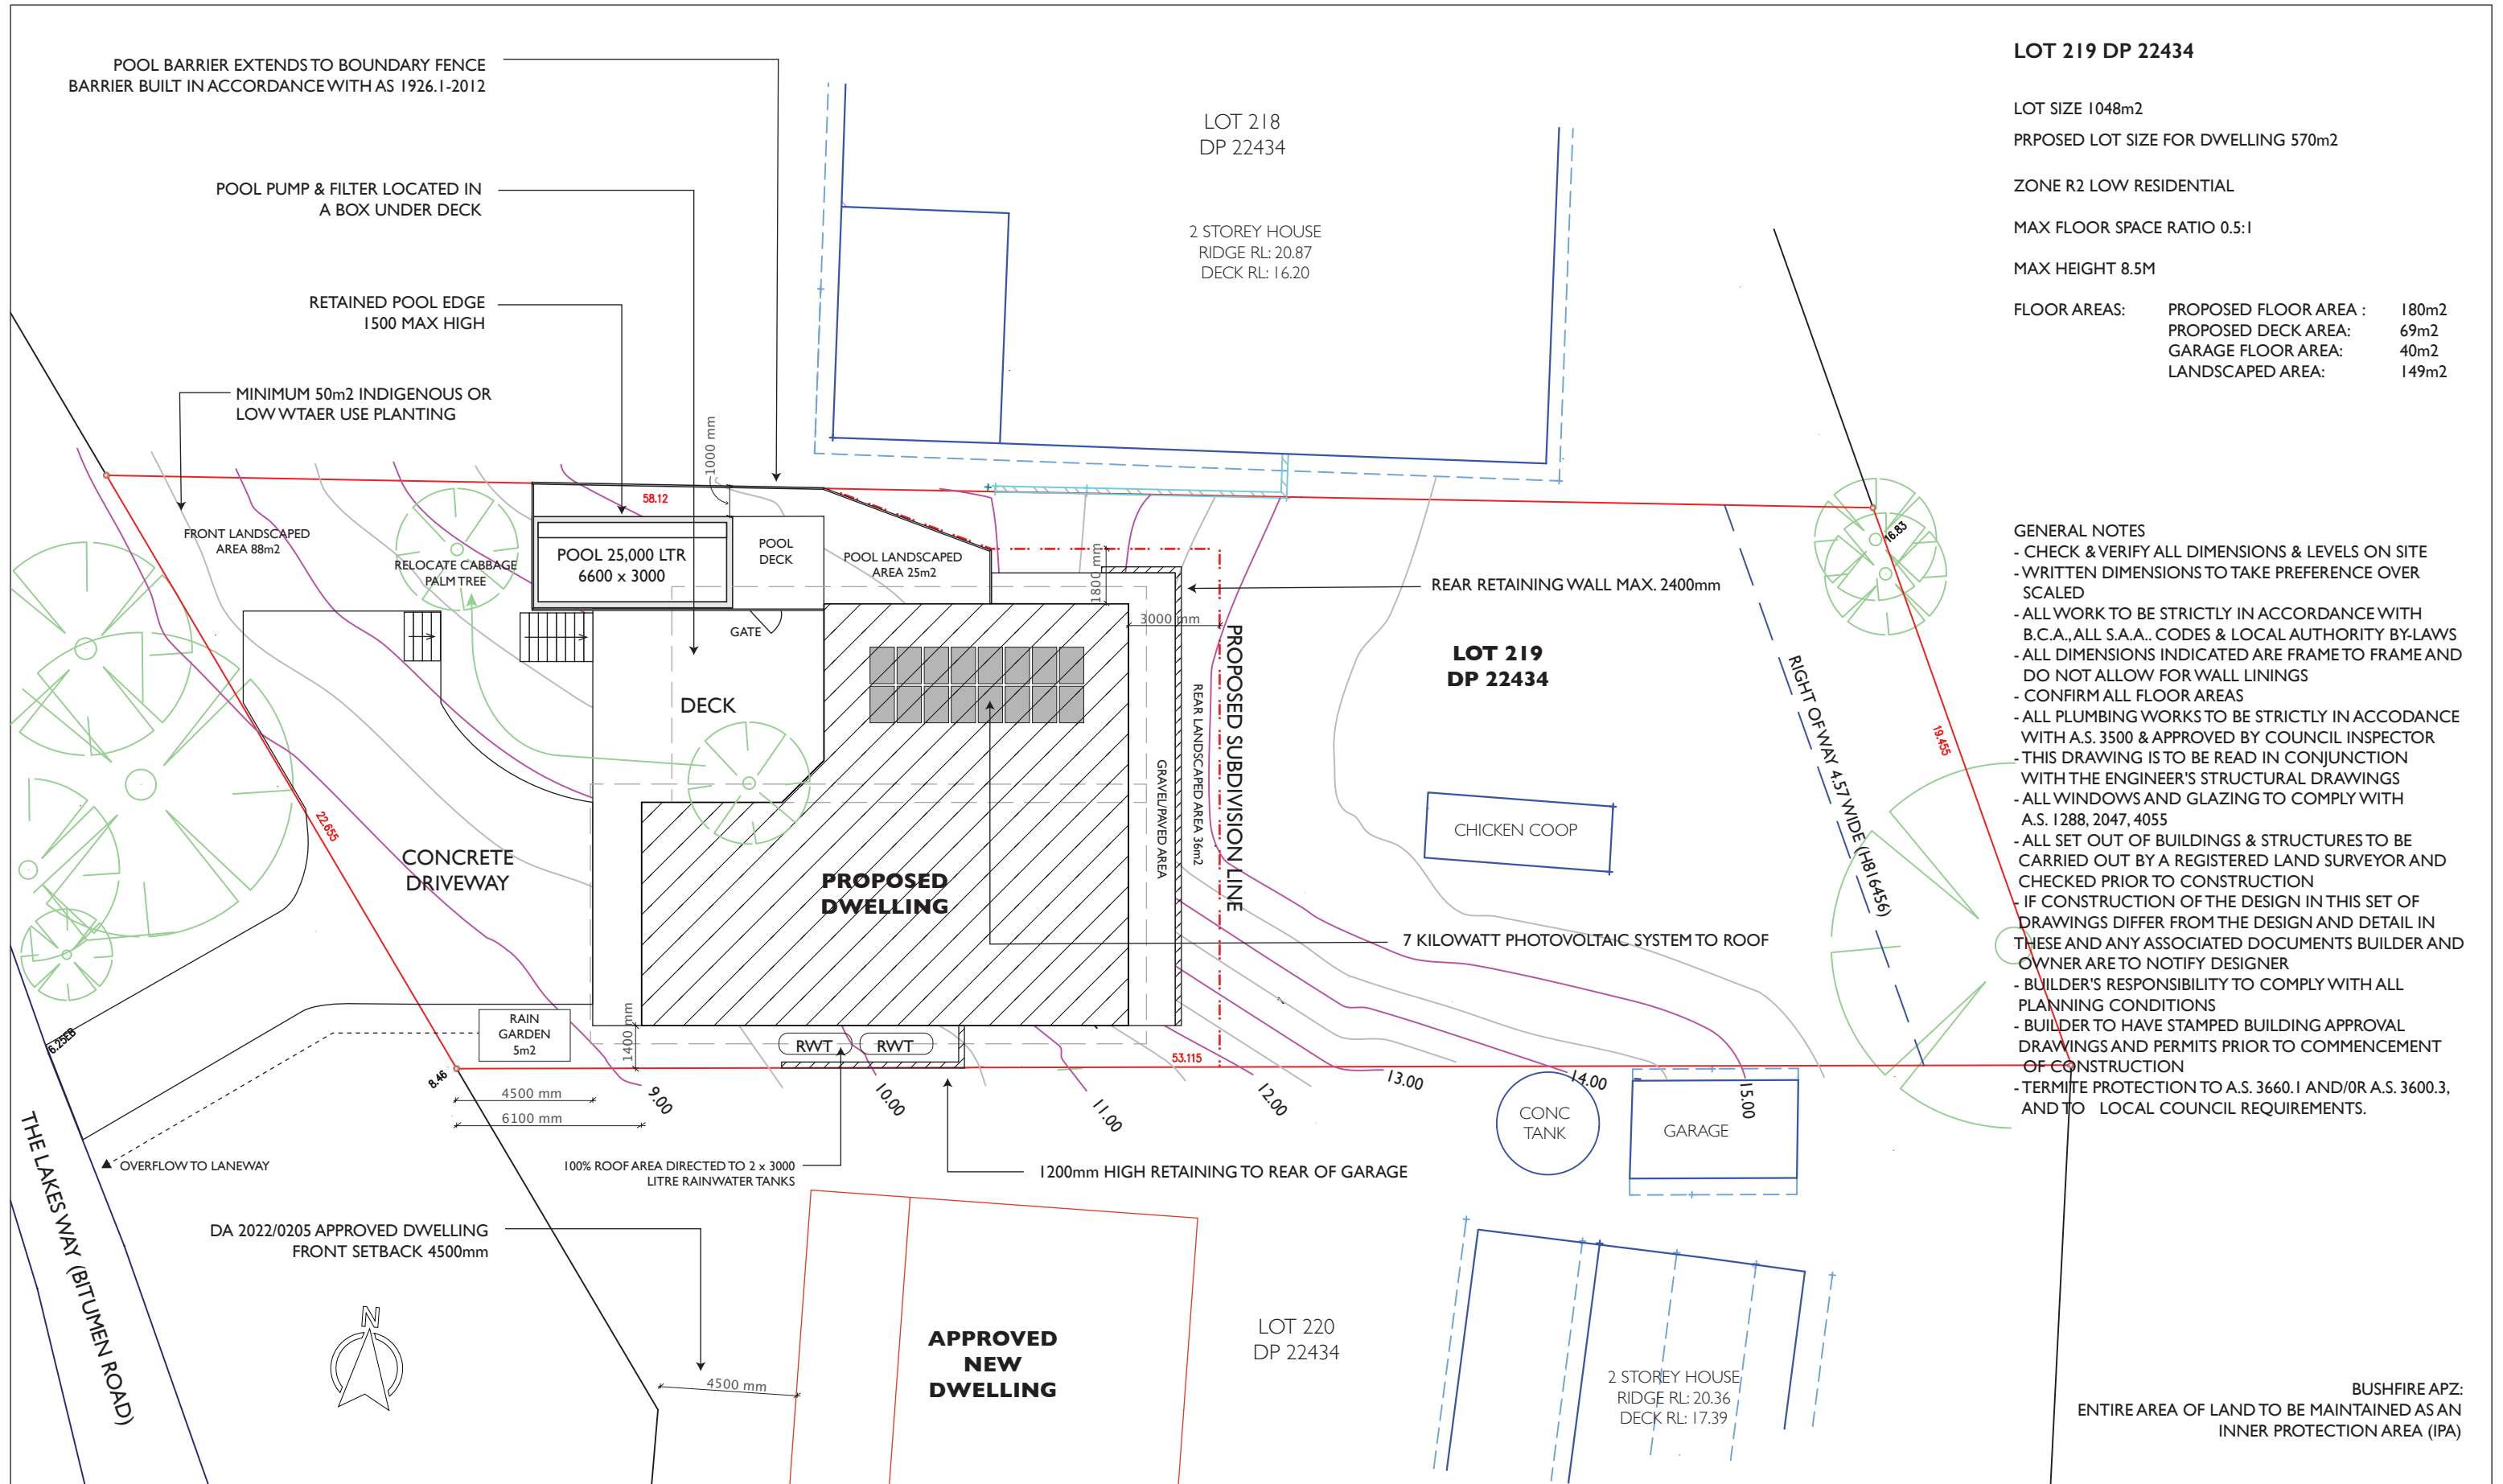 POOL BARRIER EXTENDS TO BOUNDARY FENCE
BARRIER BUILT IN ACCORDANCE WITH AS 1926.1-2012
POOL PUMP & FILTER LOCATED IN
A BOX UNDER DECK
RETAINED POOL EDGE
1500 MAX HIGH
MINIMUM 50m2 INDIGENOUS OR
LOW WTAER USE PLANTING
LOT 218
DP 22434
2 STOREY HOUSE
RIDGE RL: 20.87
DECK RL: 16.20
LOT 219 DP 22434
LOT SIZE 1048m2
PRPOSED LOT SIZE FOR DWELLING 570m2
ZONE R2 LOW RESIDENTIAL
MAX FLOOR SPACE RATIO 0.5:1
MAX HEIGHT 8.5M
FLOOR AREAS: PROPOSED FLOOR AREA : 180m2
PROPOSED DECK AREA: 69m2
GARAGE FLOOR AREA: 40m2
LANDSCAPED AREA: 149m2
GENERAL NOTES
- CHECK & VERIFY ALL DIMENSIONS & LEVELS ON SITE
- WRITTEN DIMENSIONS TO TAKE PREFERENCE OVER
SCALED
- ALL WORK TO BE STRICTLY IN ACCORDANCE WITH
B.C.A., ALL S.A.A.. CODES & LOCAL AUTHORITY BY-LAWS
- ALL DIMENSIONS INDICATED ARE FRAME TO FRAME AND
DO NOT ALLOW FOR WALL LININGS
- CONFIRM ALL FLOOR AREAS
- ALL PLUMBING WORKS TO BE STRICTLY IN ACCODANCE
WITH A.S. 3500 & APPROVED BY COUNCIL INSPECTOR
- THIS DRAWING IS TO BE READ IN CONJUNCTION
WITH THE ENGINEER'S STRUCTURAL DRAWINGS
- ALL WINDOWS AND GLAZING TO COMPLY WITH
A.S. 1288, 2047, 4055
- ALL SET OUT OF BUILDINGS & STRUCTURES TO BE
CARRIED OUT BY A REGISTERED LAND SURVEYOR AND
CHECKED PRIOR TO CONSTRUCTION
- IF CONSTRUCTION OF THE DESIGN IN THIS SET OF
DRAWINGS DIFFER FROM THE DESIGN AND DETAIL IN
THESE AND ANY ASSOCIATED DOCUMENTS BUILDER AND
OWNER ARE TO NOTIFY DESIGNER
- BUILDER'S RESPONSIBILITY TO COMPLY WITH ALL
PLANNING CONDITIONS
- BUILDER TO HAVE STAMPED BUILDING APPROVAL
DRAWINGS AND PERMITS PRIOR TO COMMENCEMENT
OF CONSTRUCTION
- TERMITE PROTECTION TO A.S. 3660.1 AND/0R A.S. 3600.3,
AND TO LOCAL COUNCIL REQUIREMENTS.
1000 mm
58.12
16.83
FRONT LANDSCAPED
AREA 88m2
RELOCATE CABBAGE
PALM TREE
POOL 25,000 LTR
6600 x 3000
POOL
DECK
POOL LANDSCAPED
AREA 25m2
1800 mm
REAR RETAINING WALL MAX. 2400mm
3000 mm
GATE
DECK
LOT 219
DP 22434
PROPOSED SUBDIVISION LINE
REAR LANDSCAPED AREA 36m2
GRAVEL/PAVED AREA
RIGHT OF WAY 4.57 WIDE (H816456)
19.455
22.655
CONCRETE
DRIVEWAY
PROPOSED
DWELLING
CHICKEN COOP
7 KILOWATT PHOTOVOLTAIC SYSTEM TO ROOF
RAIN
GARDEN
5m2
1400 mm
RWT
RWT
53.115
6.25EB
8.46
4500 mm
6100 mm
9.00
10.00
11.00
12.00
13.00
14.00
15.00
CONC
TANK
GARAGE
OVERFLOW TO LANEWAY
100% ROOF AREA DIRECTED TO 2 x 3000
LITRE RAINWATER TANKS
1200mm HIGH RETAINING TO REAR OF GARAGE
THE LAKES WAY (BITUMEN ROAD)
DA 2022/0205 APPROVED DWELLING
FRONT SETBACK 4500mm
N
4500 mm
APPROVED
NEW
DWELLING
LOT 220
DP 22434
2 STOREY HOUSE
RIDGE RL: 20.36
DECK RL: 17.39
BUSHFIRE APZ:
ENTIRE AREA OF LAND TO BE MAINTAINED AS AN
INNER PROTECTION AREA (IPA)